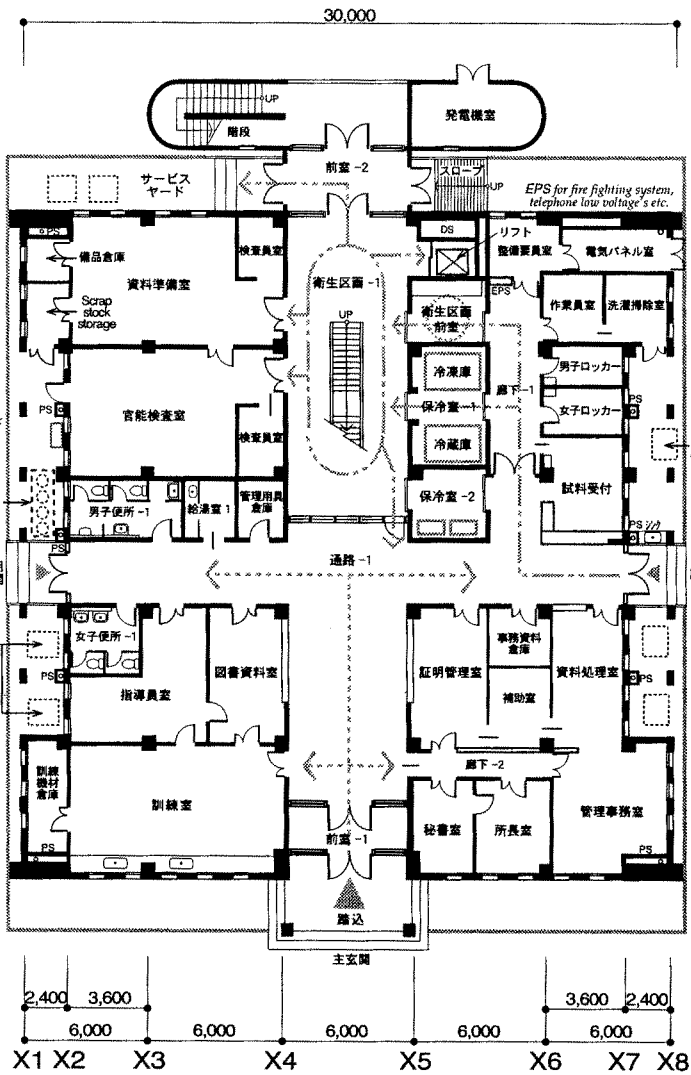 30,000
UP
階段
発電機室
サービス
ヤード
前室-2
スロープ
UP
EPS for fire fighting system,
telephone low voltage's etc.
PS
備品倉庫
資料準備室
検査員室
Scrap
stock
storage
衛生区画-1
UP
DS
リフト
整備要員室
電気パネル室
EPS
衛生区画
前室
作業員室
洗濯掃除室
冷凍庫
保冷室-1
冷蔵庫
廊下-1
男子ロッカー
女子ロッカー
PS
PS
官能検査室
検査員室
試料受付
保冷室-2
男子便所-1
給湯室1
管理用具
倉庫
PS
PS
シンク
通路-1
女子便所-1
PS
指導員室
図書資料室
証明管理室
事務資料
倉庫
補助室
資料処理室
PS
訓練
機材
倉庫
訓練室
廊下-2
秘書室
所長室
管理事務室
PS
PS
前室-1
踏込
主玄関
2,400
3,600
3,600
2,400
6,000
6,000
6,000
6,000
6,000
X1
X2
X3
X4
X5
X6
X7
X8